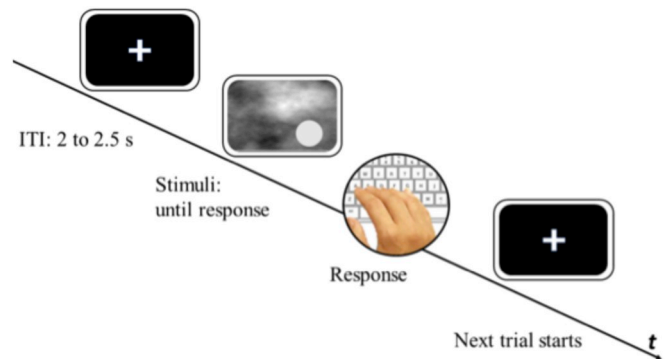 ITI: 2 to 2.5 s
Stimuli:
until response
Response
Next trial starts
t